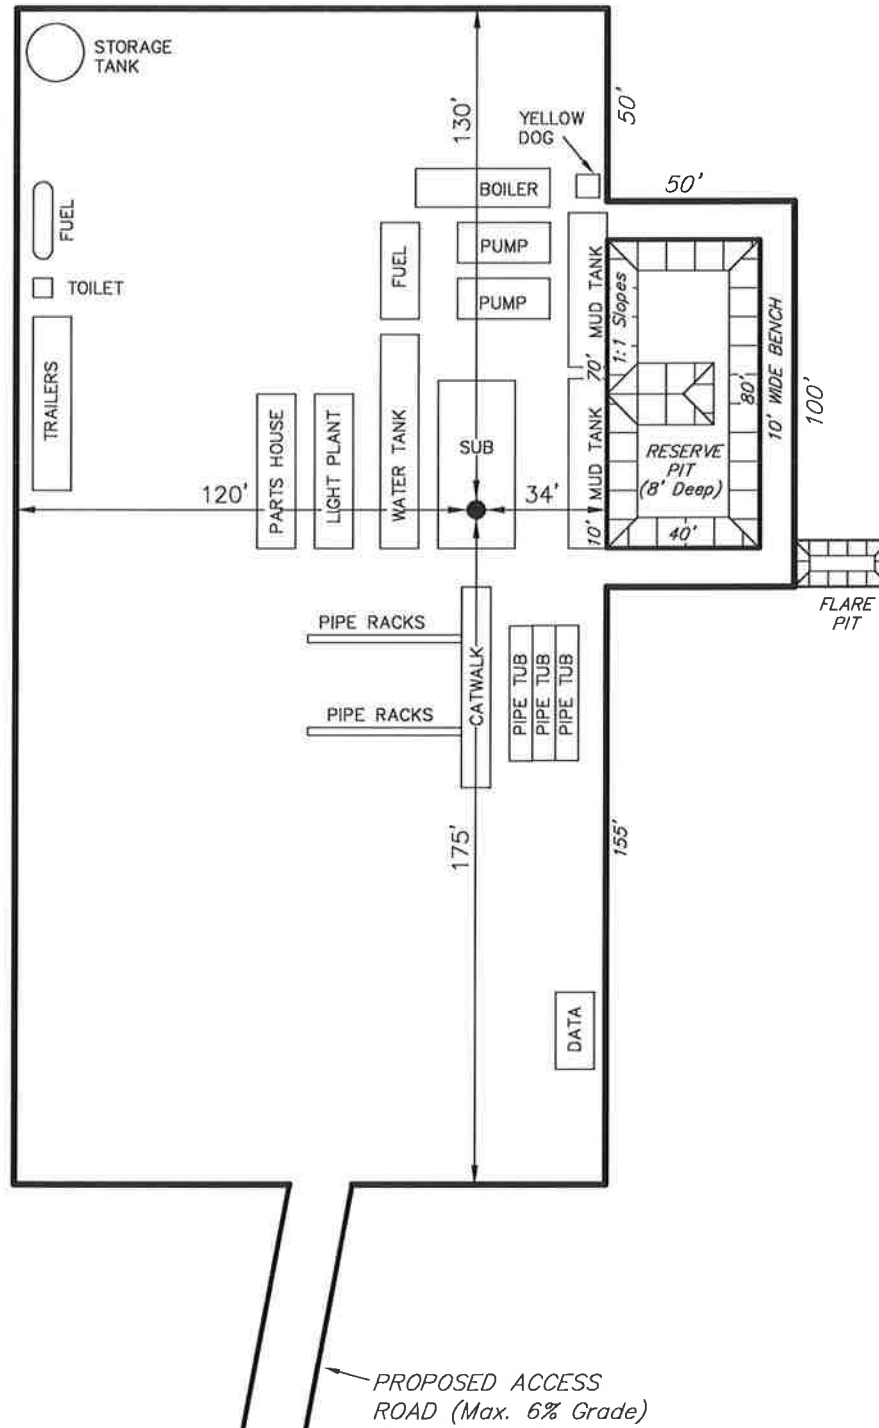 STORAGE
TANK
130'
50'
YELLOW
DOG
BOILER
50'
FUEL
PUMP
FUEL
TOILET
PUMP
MUD TANK
1:1 Slopes
10' WIDE BENCH
70'
80'
100'
TRAILERS
PARTS HOUSE
LIGHT PLANT
WATER TANK
SUB
MUD TANK
RESERVE
PIT
(8' Deep)
120'
34'
10'
40'
FLARE
PIT
PIPE RACKS
CATWALK
PIPE TUB
PIPE TUB
PIPE TUB
PIPE RACKS
175'
155'
DATA
PROPOSED ACCESS
ROAD (Max. 6% Grade)